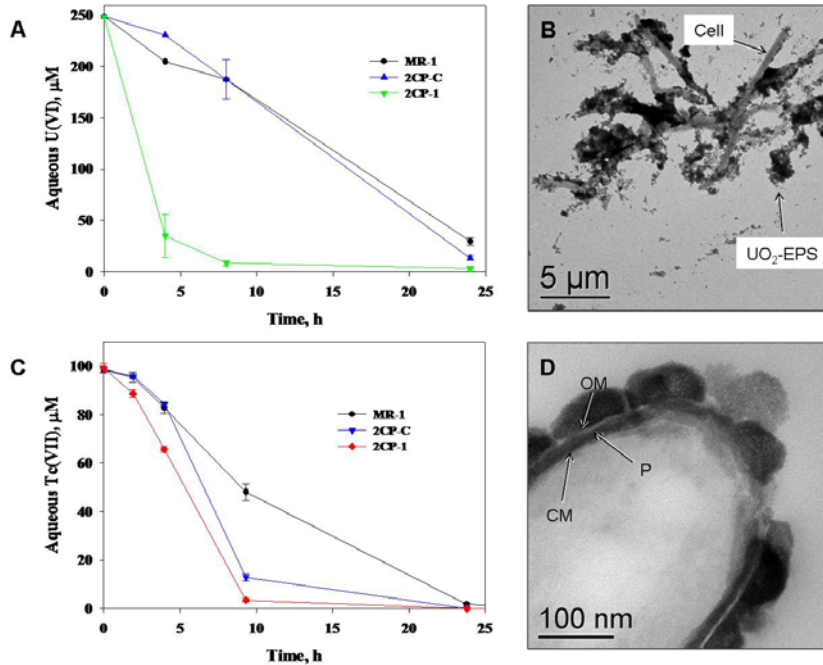 A
250
200
150
100
50
0
Aqueous U(VI), µM
MR-1
2CP-C
2CP-1
0 5 10 15 20 25
Time, h
B
Cell
UO₂-EPS
5 µm
C
100
80
60
40
20
0
Aqueous Tc(VII), µM
MR-1
2CP-C
2CP-1
0 5 10 15 20 25
Time, h
D
OM
P
CM
100 nm